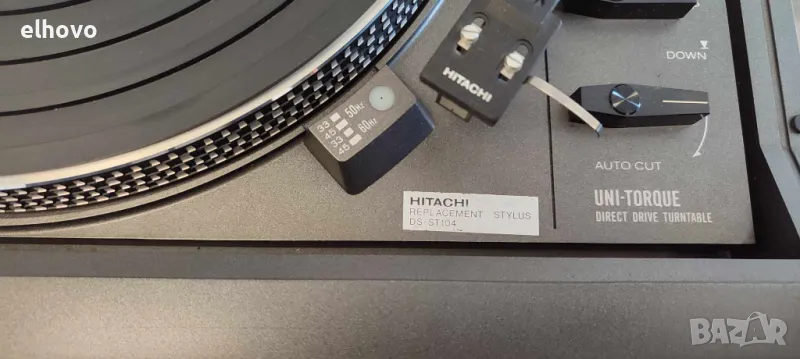 elhovo
HITACHI
DOWN
33
45
50Hz
33
45
60Hz
AUTO CUT
HITACHI
REPLACEMENT STYLUS
DS-ST104
UNI-TORQUE
DIRECT DRIVE TURNTABLE
BAZAR